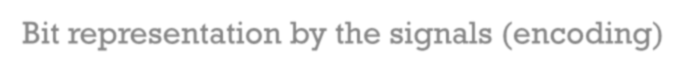 Bit representation by the signals (encoding)